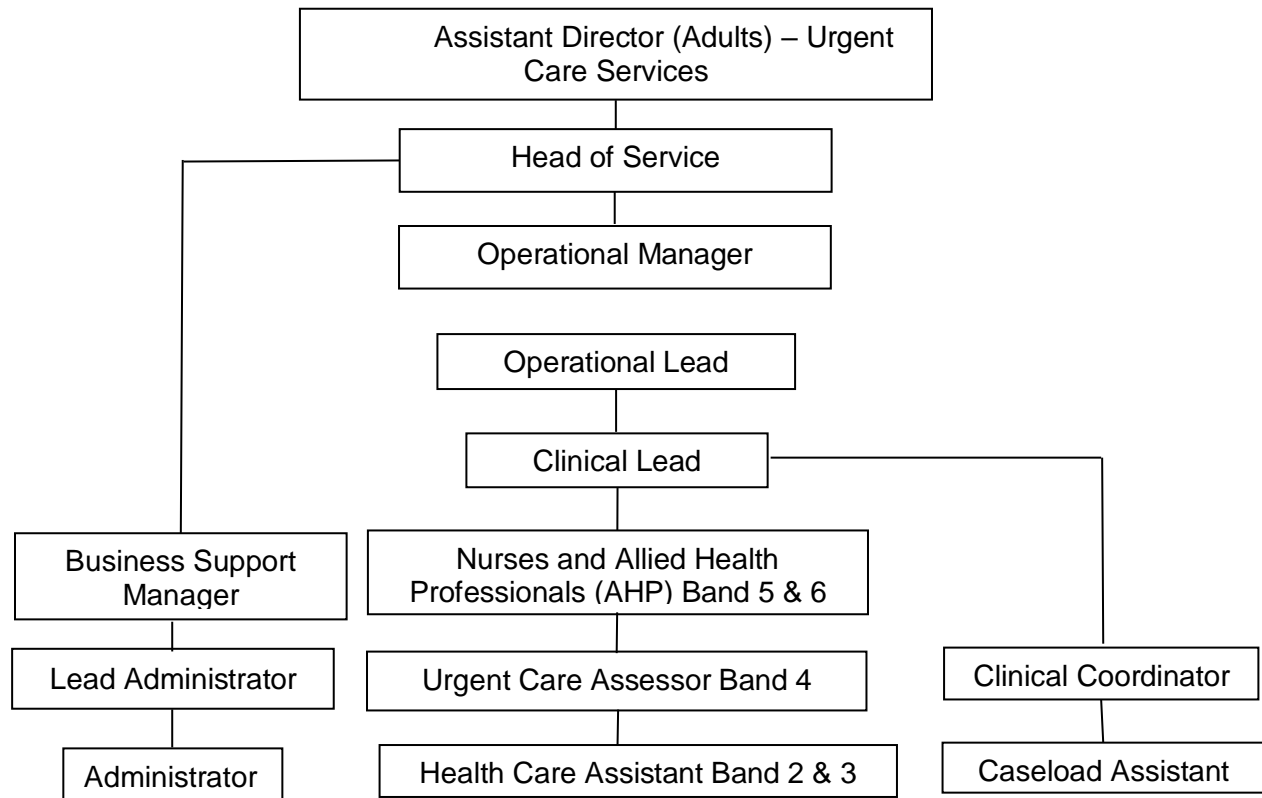 Assistant Director (Adults) – Urgent
Care Services
Head of Service
Operational Manager
Operational Lead
Clinical Lead
Business Support
Manager
Nurses and Allied Health
Professionals (AHP) Band 5 & 6
Lead Administrator
Urgent Care Assessor Band 4
Clinical Coordinator
Administrator
Health Care Assistant Band 2 & 3
Caseload Assistant